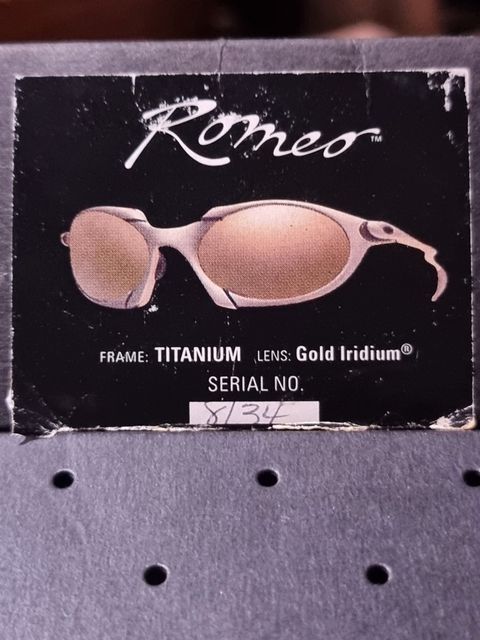 Romeo™
FRAME: TITANIUM LENS: Gold Iridium®
SERIAL NO.
8134